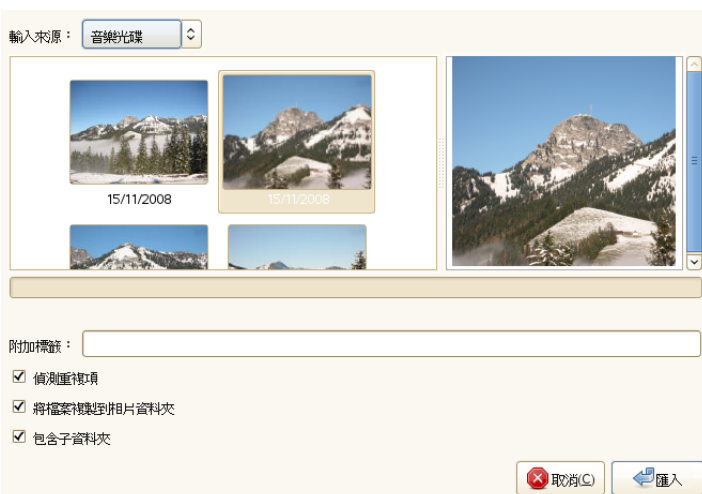 輸入來源： 音樂光碟
15/11/2008 15/11/2008
附加標籤：
偵測重複項
將檔案複製到相片資料夾
包含子資料夾
取消(C) 匯入